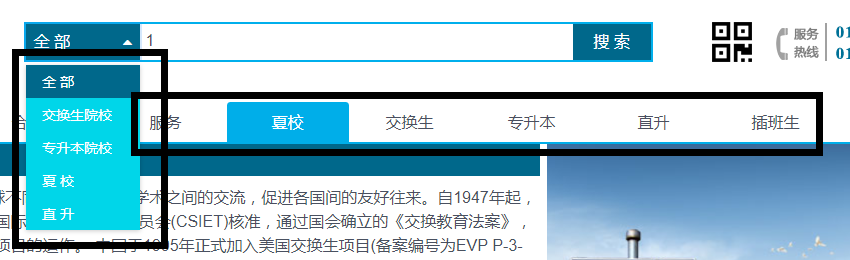 全部
1
搜索
服务
热线
01
01
全部
交换生院校
专升本院校
夏校
直升
服务
夏校
交换生
专升本
直升
插班生
学术之间的交流，促进各国间的友好往来。自1947年起，
员会(CSIET)核准，通过国会确立的《交换教育法案》，
项目的运作。 中国于1995年正式加入美国交换生项目(备案编号为EVP P-3-